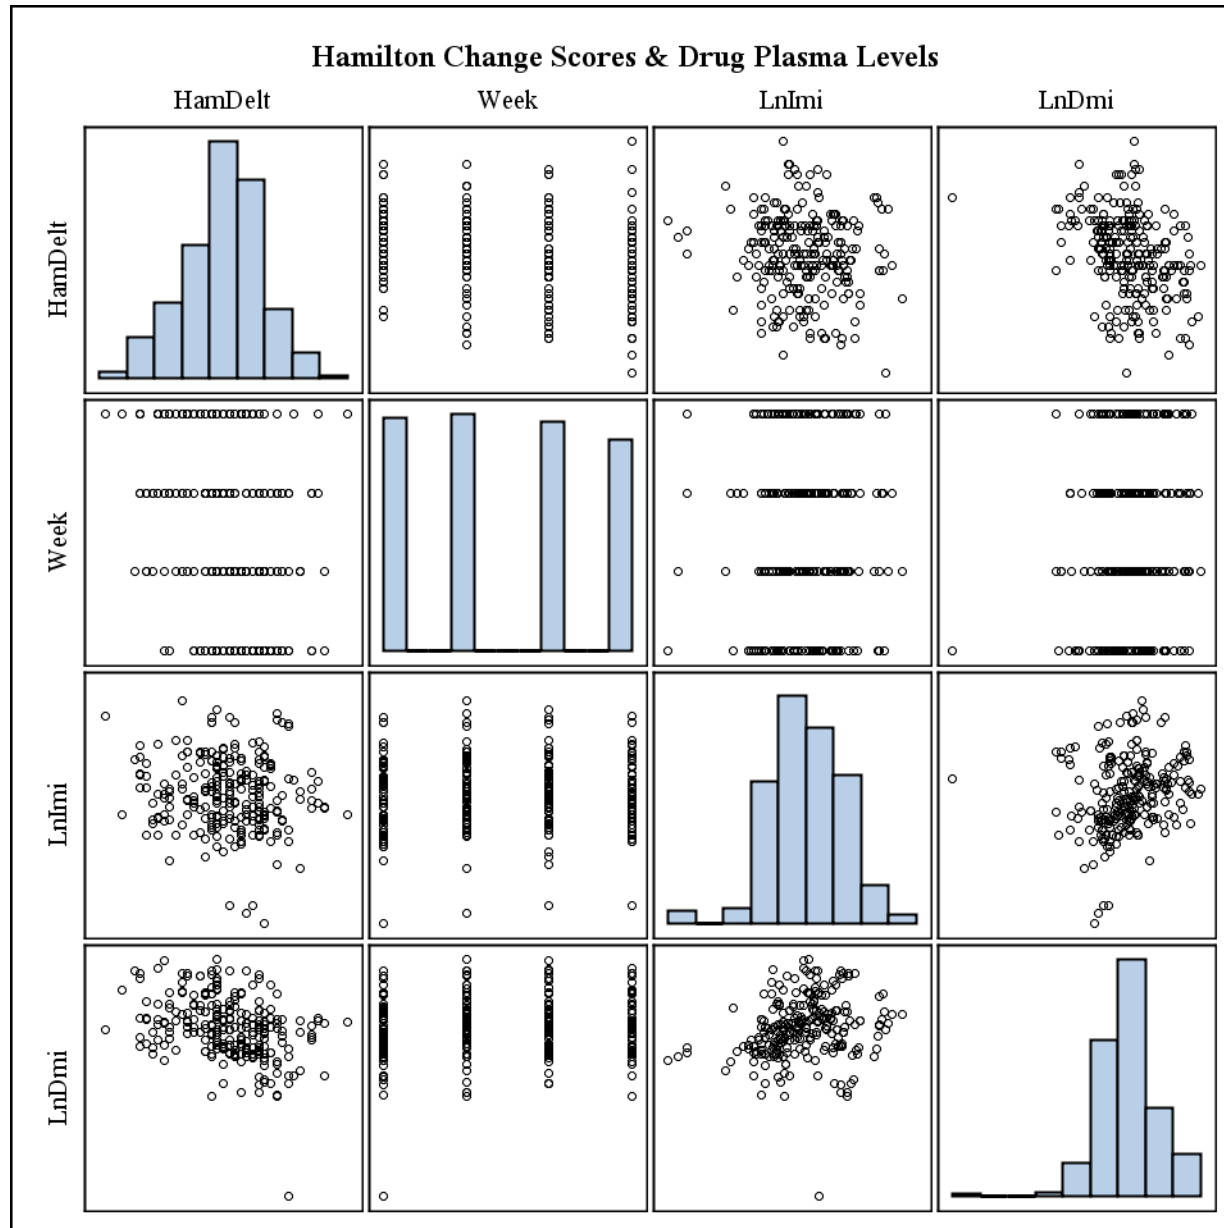 Hamilton Change Scores & Drug Plasma Levels
HamDelt Week LnImi LnDmi
HamDelt
Week
LnImi
LnDmi